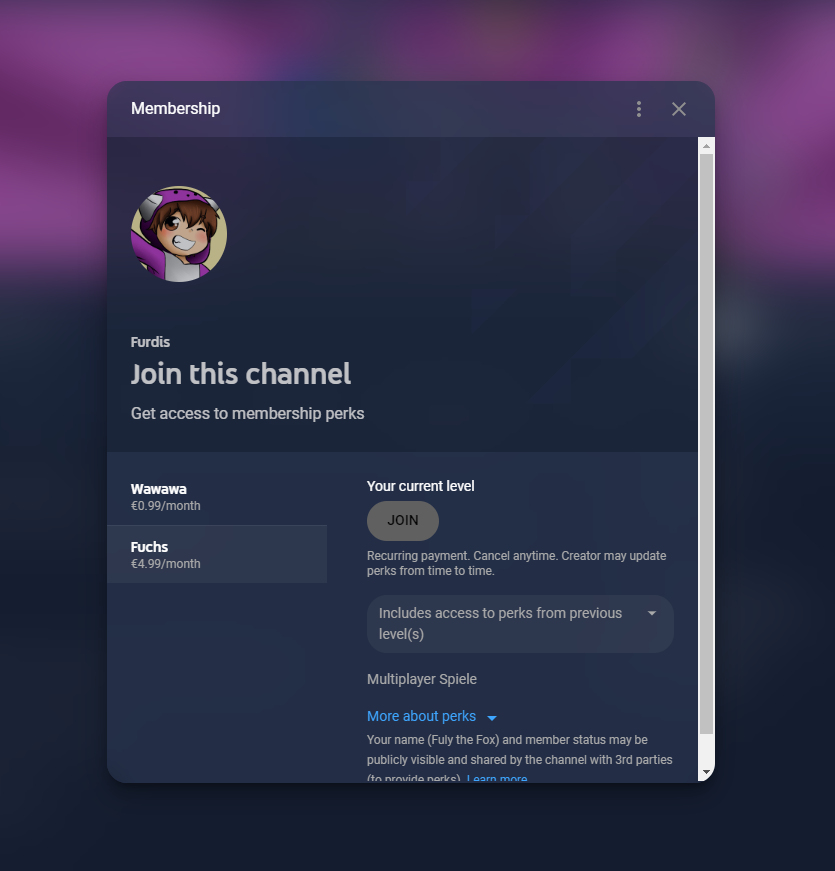 Membership
Furdis
Join this channel
Get access to membership perks
Wawawa
€0.99/month
Fuchs
€4.99/month
Your current level
JOIN
Recurring payment. Cancel anytime. Creator may update
perks from time to time.
Includes access to perks from previous
level(s)
Multiplayer Spiele
More about perks
Your name (Fuly the Fox) and member status may be
publicly visible and shared by the channel with 3rd parties
(to provide perks). Learn more